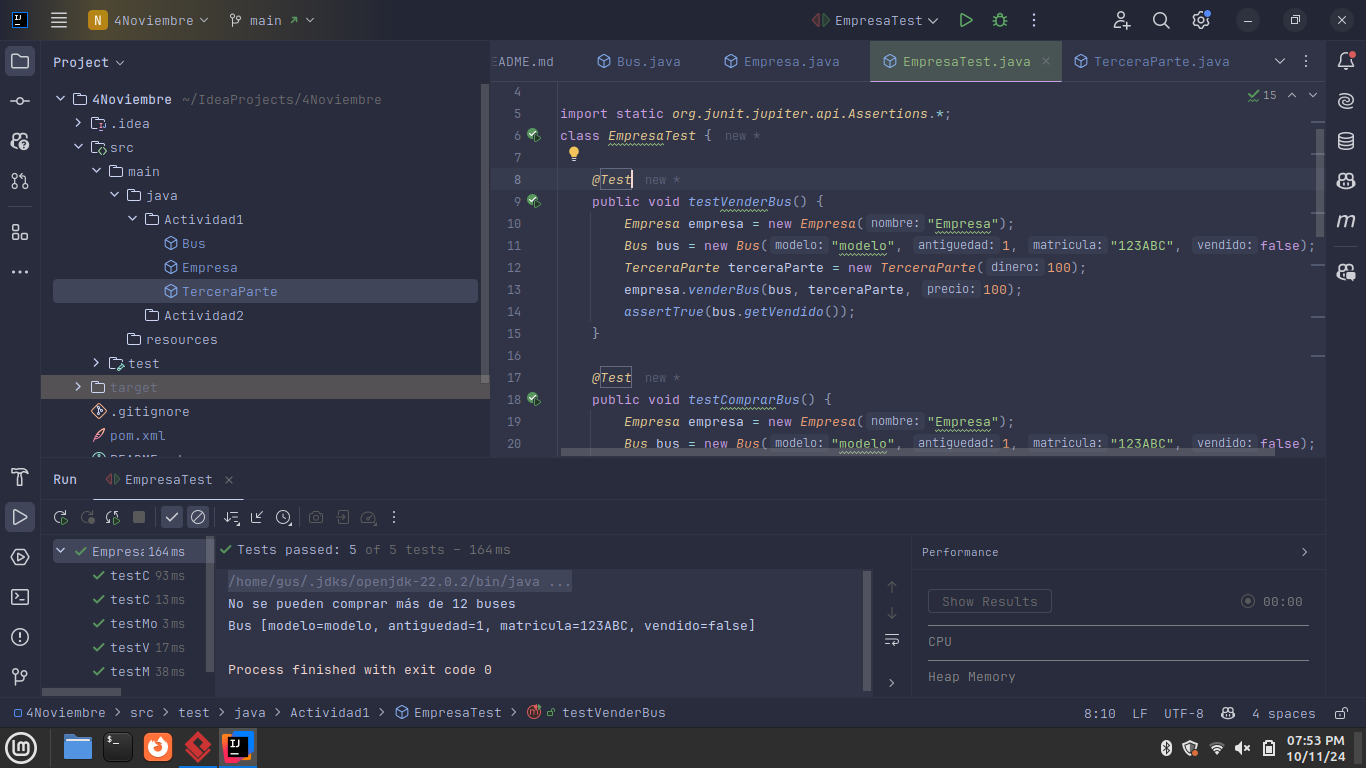 4Noviembre
main
EmpresaTest
Project
EADME.md
Bus.java
Empresa.java
EmpresaTest.java
TerceraParte.java
4Noviembre ~/IdeaProjects/4Noviembre
.idea
src
main
java
Actividad1
Bus
Empresa
TerceraParte
Actividad2
resources
test
target
.gitignore
pom.xml
15
4
5 import static org.junit.jupiter.api.Assertions.*;
6 class EmpresaTest { new *
7
8 @Test new *
9 public void testVenderBus() {
10 Empresa empresa = new Empresa( nombre: "Empresa");
11 Bus bus = new Bus( modelo: "modelo", antiguedad: 1, matricula: "123ABC", vendido: false);
12 TerceraParte terceraParte = new TerceraParte( dinero: 100);
13 empresa.venderBus(bus, terceraParte, precio: 100);
14 assertTrue(bus.getVendido());
15 }
16
17 @Test new *
18 public void testComprarBus() {
19 Empresa empresa = new Empresa( nombre: "Empresa");
20 Bus bus = new Bus( modelo: "modelo", antiguedad: 1, matricula: "123ABC", vendido: false);
Run EmpresaTest
Empresa 164 ms
testC 93 ms
testC 13 ms
testMo 3 ms
testV 17 ms
testM 38 ms
Tests passed: 5 of 5 tests – 164 ms
/home/gus/.jdks/openjdk-22.0.2/bin/java ...
No se pueden comprar más de 12 buses
Bus [modelo=modelo, antiguedad=1, matricula=123ABC, vendido=false]
Process finished with exit code 0
Performance
Show Results 00:00
CPU
Heap Memory
4Noviembre > src > test > java > Actividad1 > EmpresaTest > testVenderBus
8:10 LF UTF-8 4 spaces
07:53 PM
10/11/24